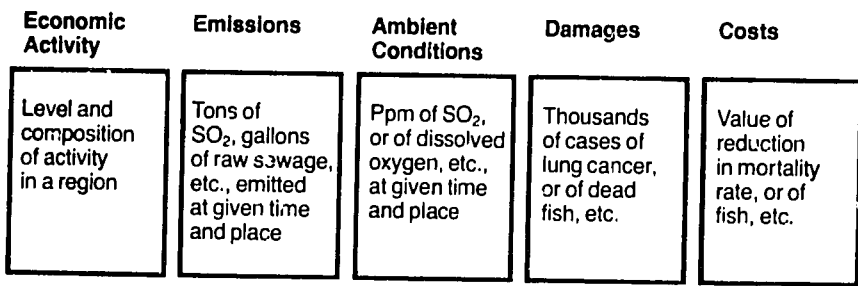 Economic Activity
Emissions
Ambient Conditions
Damages
Costs
Level and
composition
of activity
in a region
Tons of
SO₂, gallons
of raw sewage,
etc., emitted
at given time
and place
Ppm of SO₂,
or of dissolved
oxygen, etc.,
at given time
and place
Thousands
of cases of
lung cancer,
or of dead
fish, etc.
Value of
reduction
in mortality
rate, or of
fish, etc.